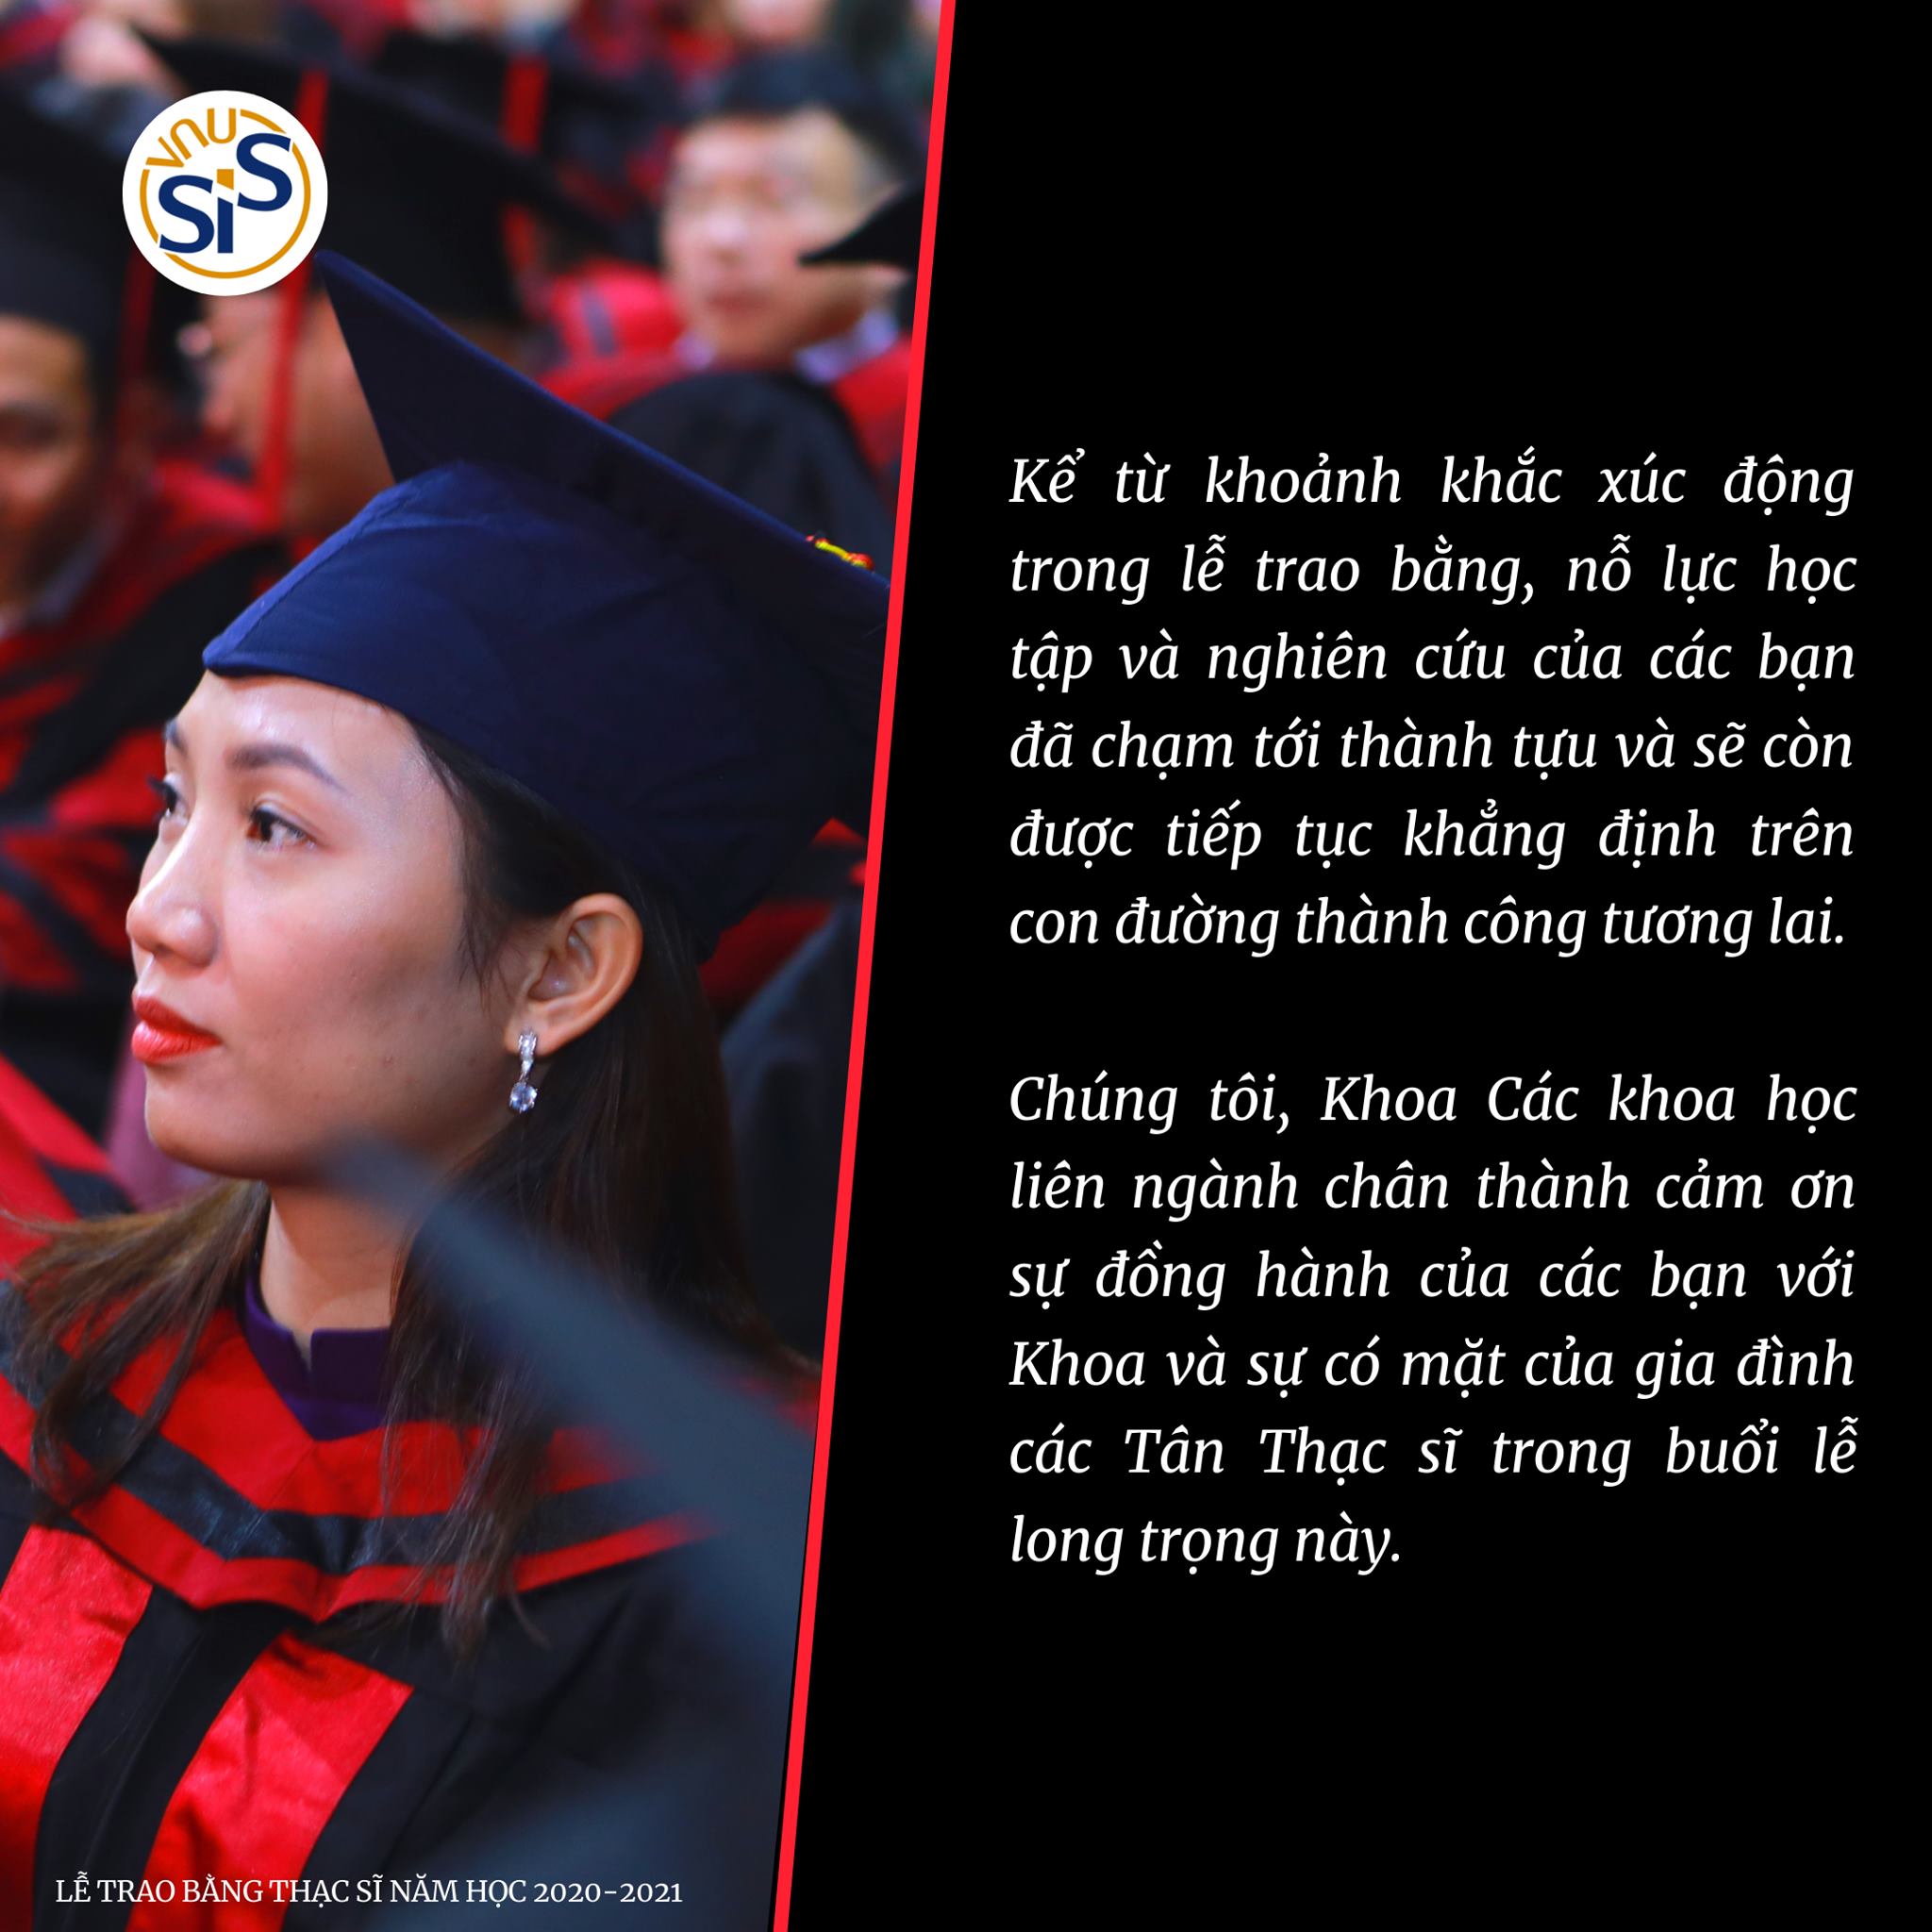 VNU
SiS
Kể từ khoảnh khắc xúc động
trong lễ trao bằng, nỗ lực học
tập và nghiên cứu của các bạn
đã chạm tới thành tựu và sẽ còn
được tiếp tục khẳng định trên
con đường thành công tương lai.
Chúng tôi, Khoa Các khoa học
liên ngành chân thành cảm ơn
sự đồng hành của các bạn với
Khoa và sự có mặt của gia đình
các Tân Thạc sĩ trong buổi lễ
long trọng này.
LỄ TRAO BẰNG THẠC SĨ NĂM HỌC 2020-2021